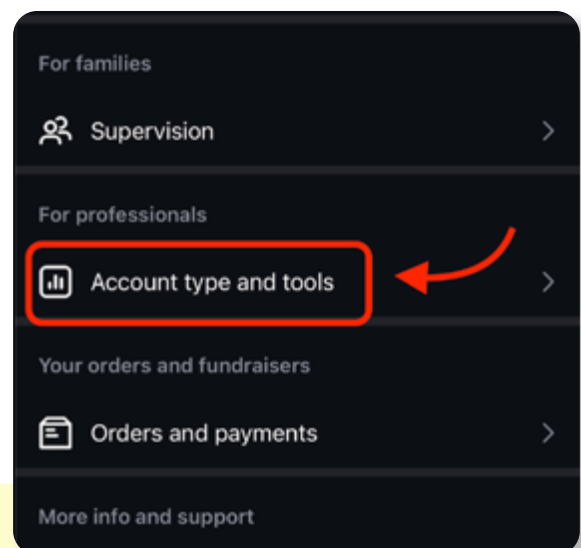 For families
Supervision
For professionals
Account type and tools
Your orders and fundraisers
Orders and payments
More info and support